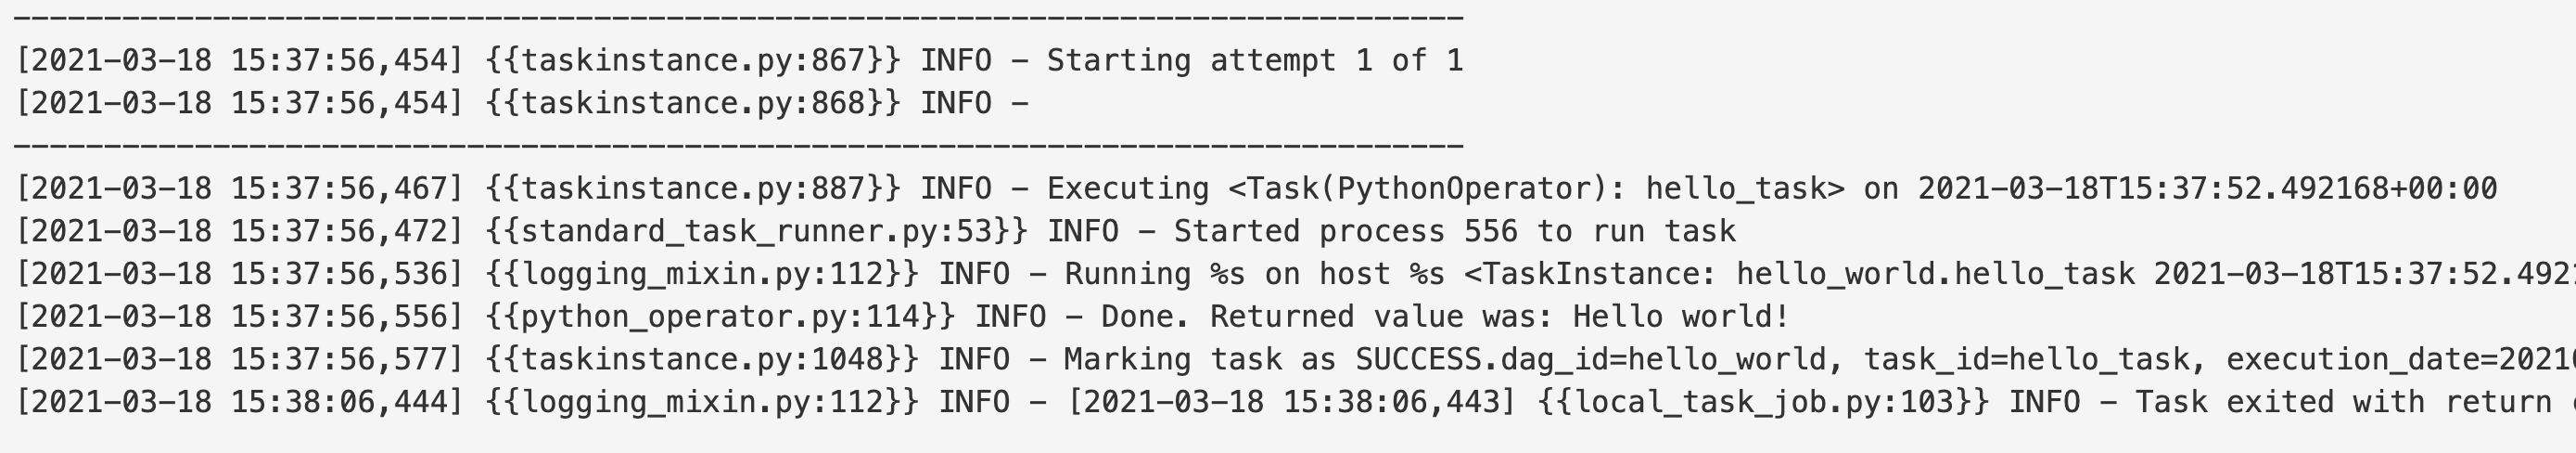 --------------------------------------------------------------------------------
[2021-03-18 15:37:56,454] {{taskinstance.py:867}} INFO - Starting attempt 1 of 1
[2021-03-18 15:37:56,454] {{taskinstance.py:868}} INFO -
--------------------------------------------------------------------------------
[2021-03-18 15:37:56,467] {{taskinstance.py:887}} INFO - Executing <Task(PythonOperator): hello_task> on 2021-03-18T15:37:52.492168+00:00
[2021-03-18 15:37:56,472] {{standard_task_runner.py:53}} INFO - Started process 556 to run task
[2021-03-18 15:37:56,536] {{logging_mixin.py:112}} INFO - Running %s on host %s <TaskInstance: hello_world.hello_task 2021-03-18T15:37:52.492
[2021-03-18 15:37:56,556] {{python_operator.py:114}} INFO - Done. Returned value was: Hello world!
[2021-03-18 15:37:56,577] {{taskinstance.py:1048}} INFO - Marking task as SUCCESS.dag_id=hello_world, task_id=hello_task, execution_date=2021
[2021-03-18 15:38:06,444] {{logging_mixin.py:112}} INFO - [2021-03-18 15:38:06,443] {{local_task_job.py:103}} INFO - Task exited with return